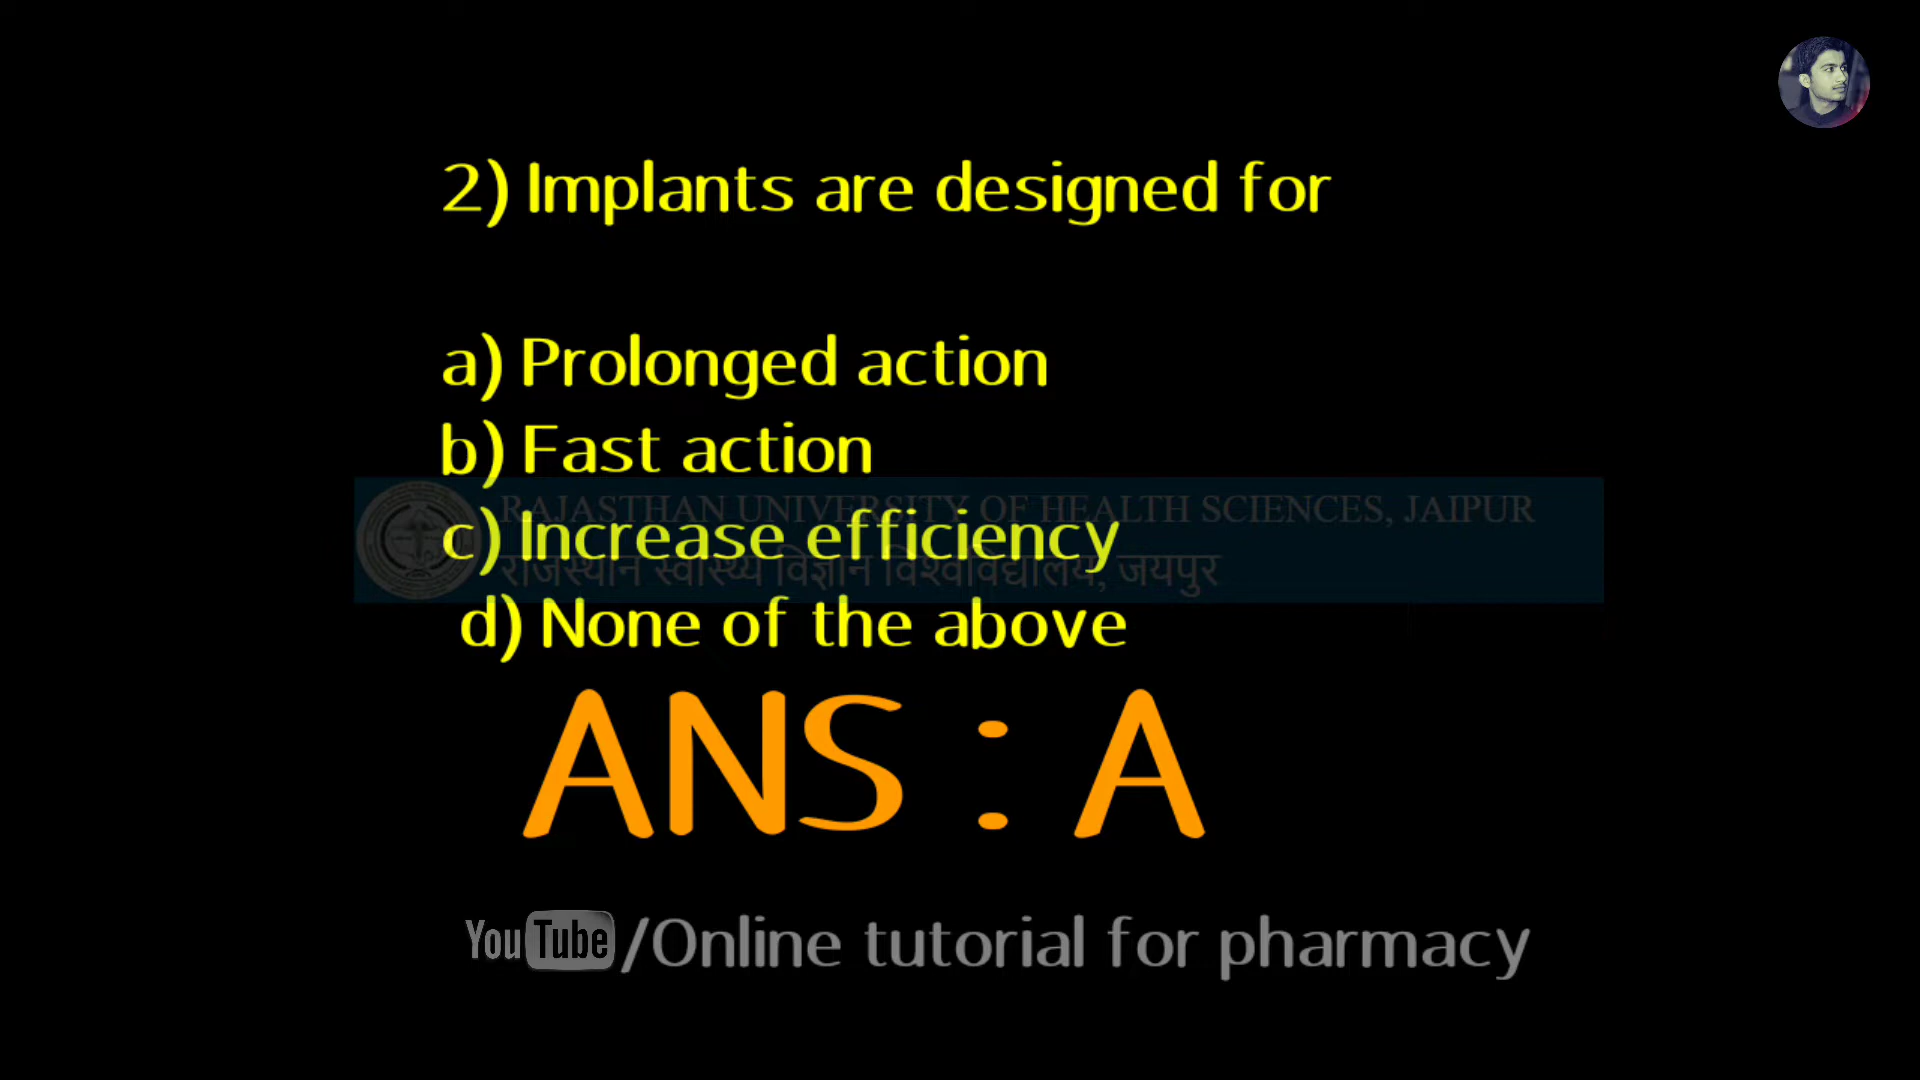 2) Implants are designed for
a) Prolonged action
b) Fast action
RAJASTHAN UNIVERSITY OF HEALTH SCIENCES, JAIPUR
c) Increase efficiency
राजस्थान स्वास्थ्य विज्ञान विश्वविद्यालय, जयपुर
d) None of the above
ANS : A
YouTube /Online tutorial for pharmacy